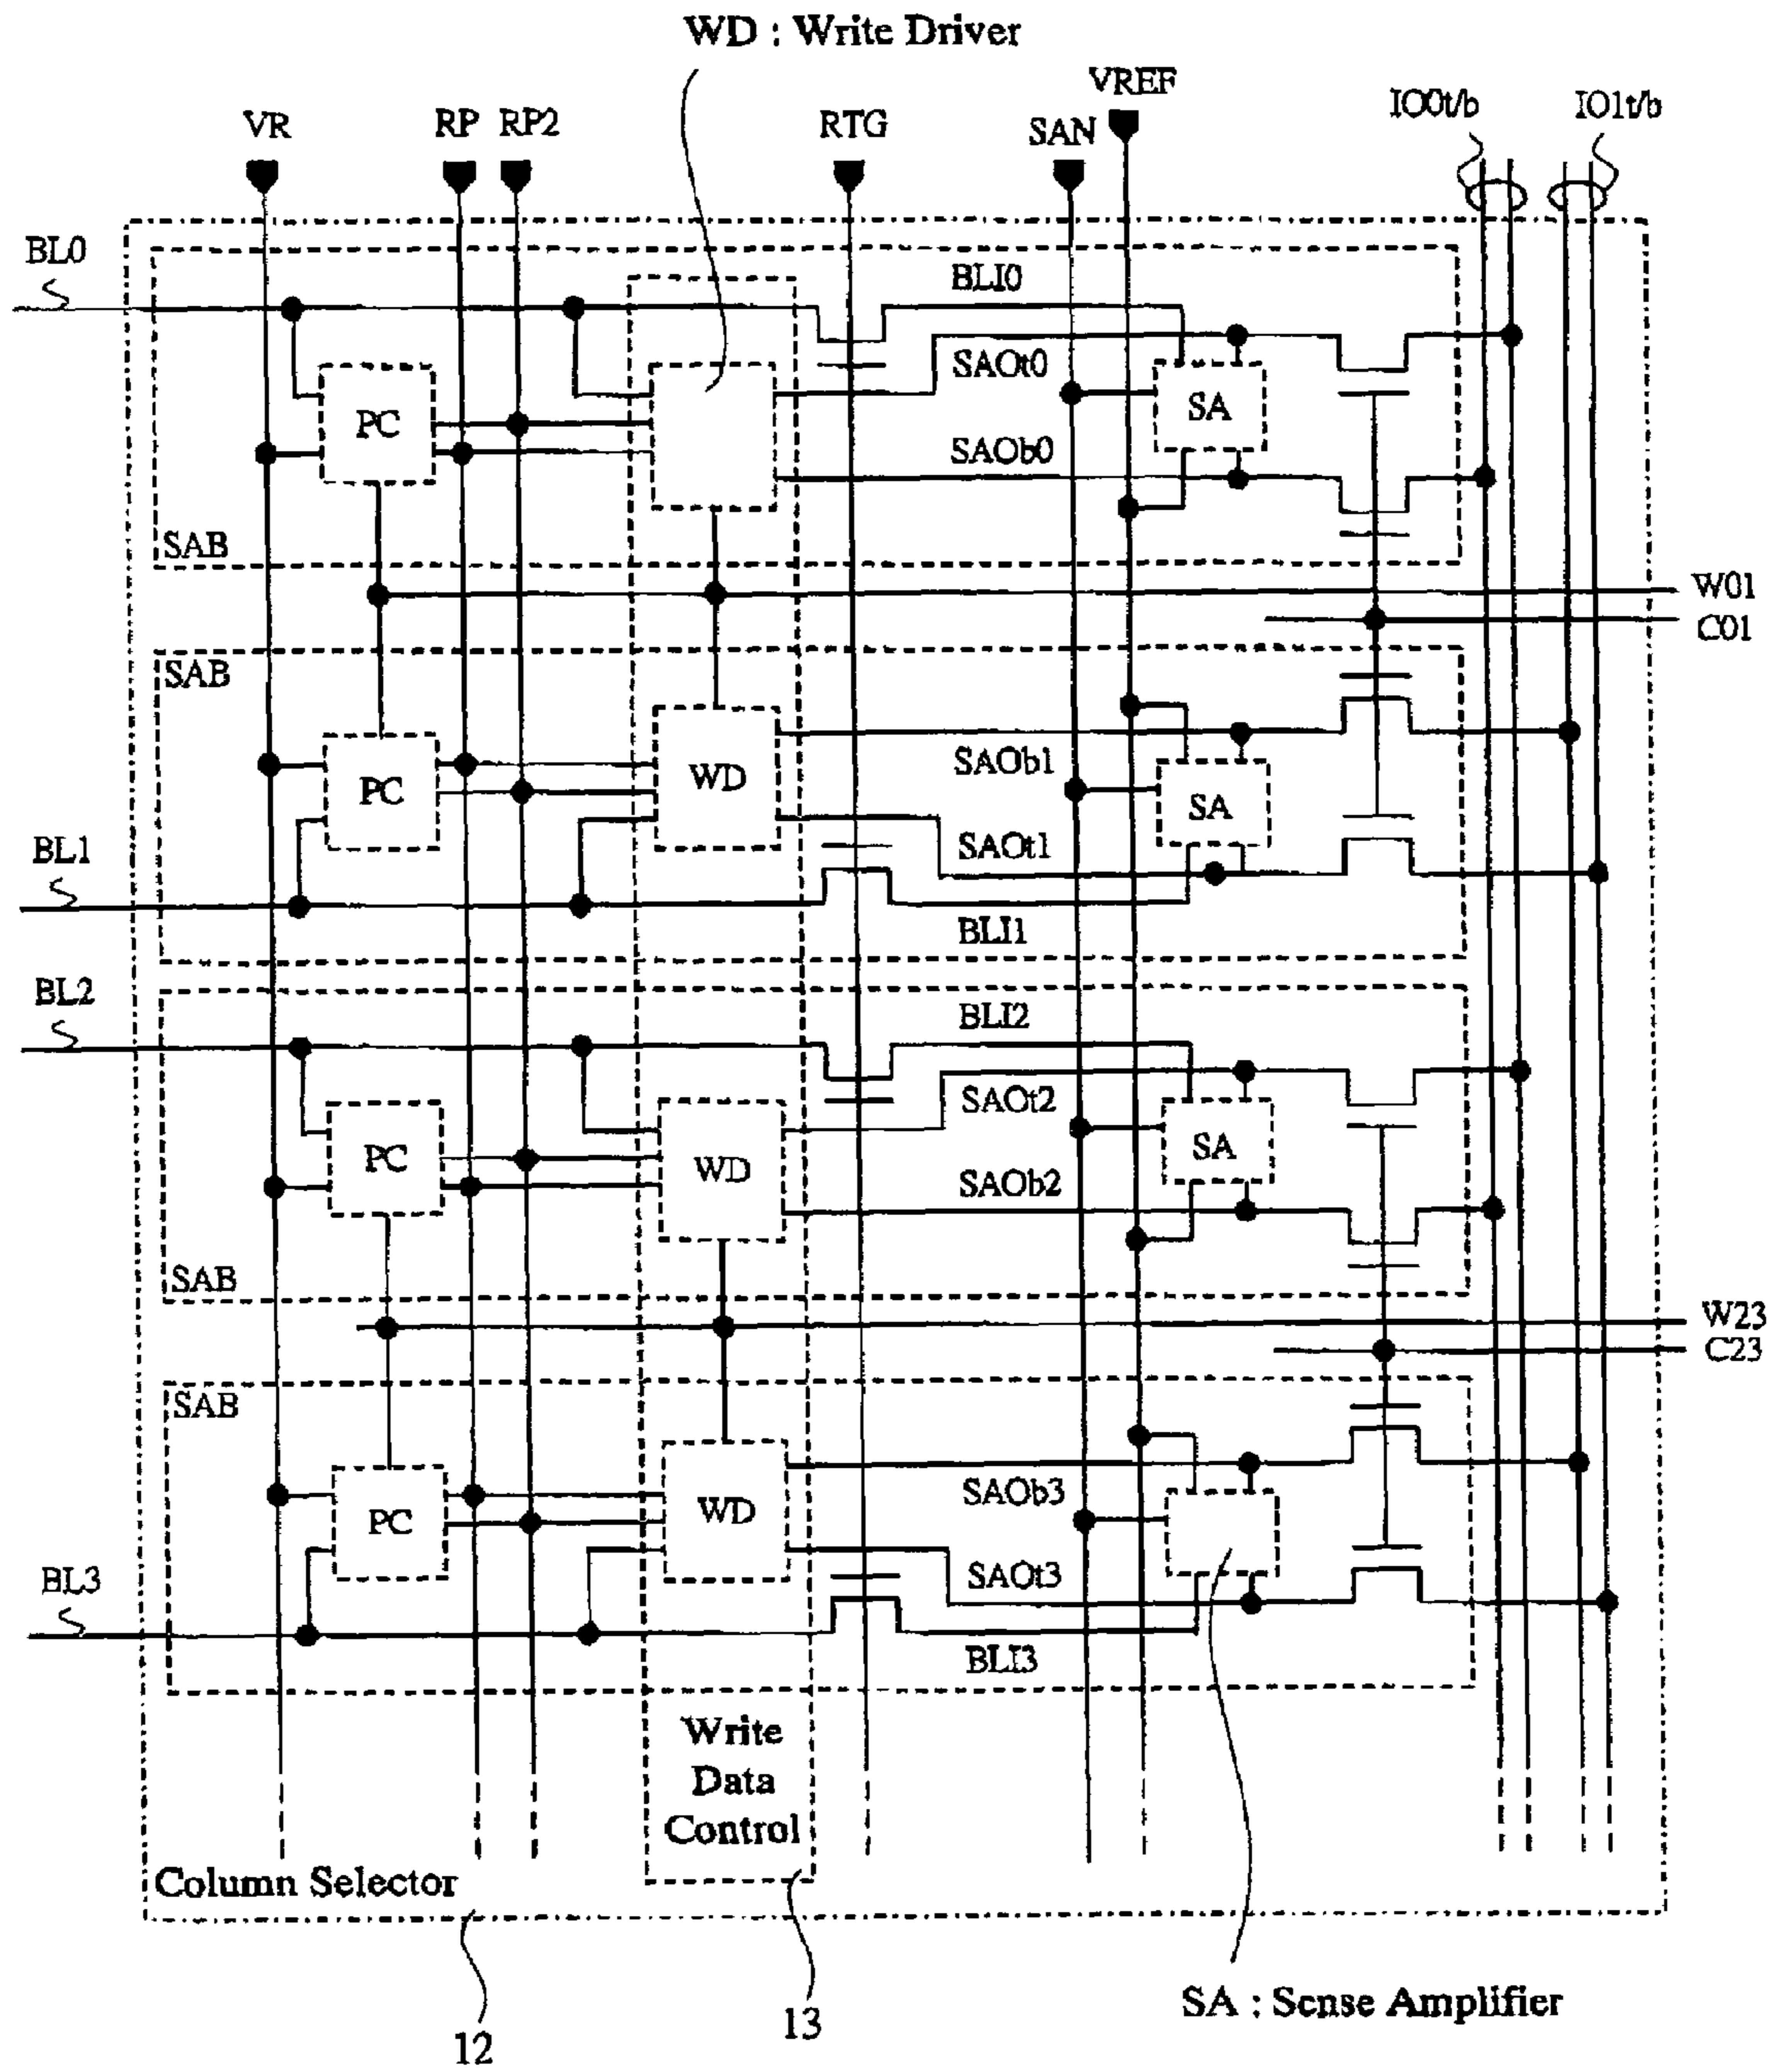 WD : Write Driver
VREF
VR
RP
RP2
RTG
SAN
IO0t/b
IO1t/b
BL0
BLI0
SAOt0
PC
SA
SAOb0
SAB
W01
C01
SAB
SAOb1
PC
WD
SA
SAOt1
BL1
BLI1
BL2
BLI2
SAOt2
PC
WD
SA
SAOb2
SAB
W23
C23
SAB
SAOb3
PC
WD
SAOt3
BL3
BLI3
Write
Data
Control
Column Selector
12
13
SA : Sense Amplifier